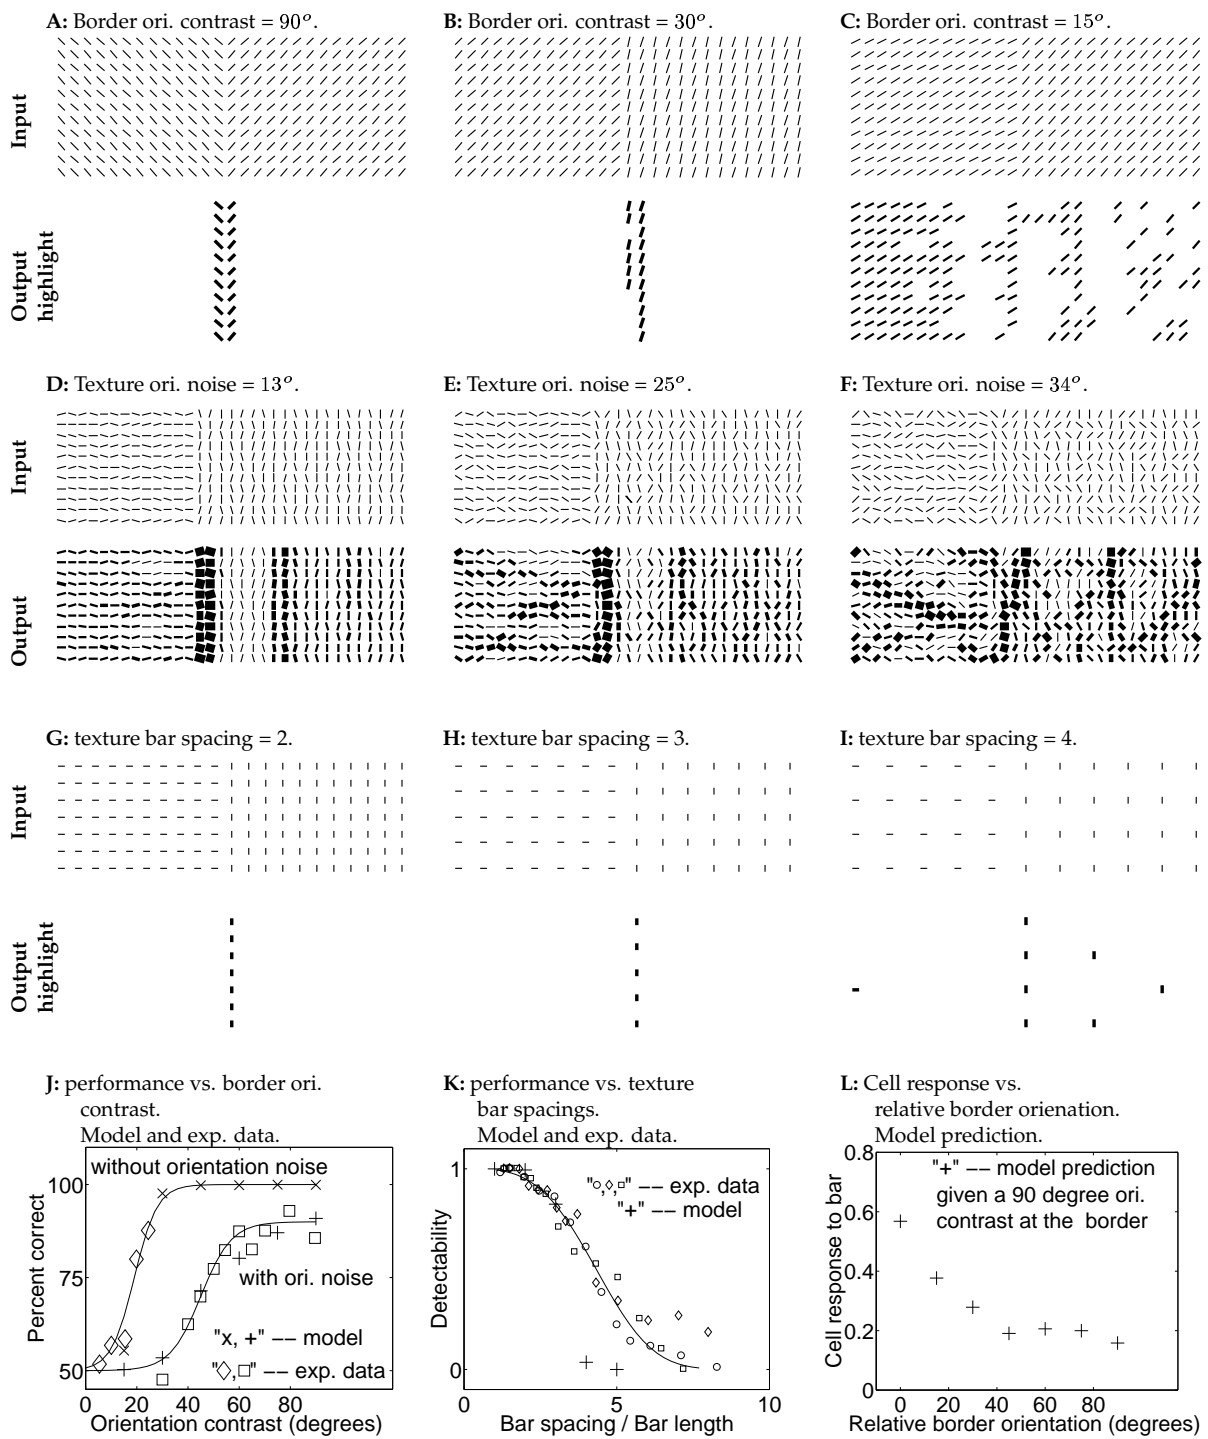 A: Border ori. contrast = 90°.
B: Border ori. contrast = 30°.
C: Border ori. contrast = 15°.
Input
Output
highlight
D: Texture ori. noise = 13°.
E: Texture ori. noise = 25°.
F: Texture ori. noise = 34°.
Input
Output
G: texture bar spacing = 2.
H: texture bar spacing = 3.
I: texture bar spacing = 4.
Input
Output
highlight
J: performance vs. border ori.
contrast.
Model and exp. data.
without orientation noise
100
75
50
Percent correct
with ori. noise
"x, +" −− model
"◇,□" −− exp. data
0 20 40 60 80
Orientation contrast (degrees)
K: performance vs. texture
bar spacings.
Model and exp. data.
1
0
Detectability
"○,◇,□" −− exp. data
"+" −− model
0 5 10
Bar spacing / Bar length
L: Cell response vs.
relative border orienation.
Model prediction.
0.8
0.6
0.4
0.2
0
Cell response to bar
"+" −− model prediction
given a 90 degree ori.
contrast at the border
0 20 40 60 80
Relative border orientation (degrees)